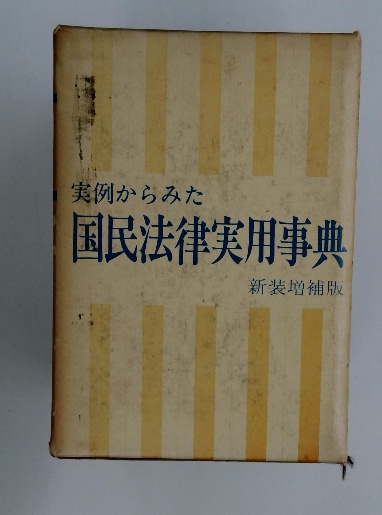 実例からみた
国民法律実用事典
新装増補版